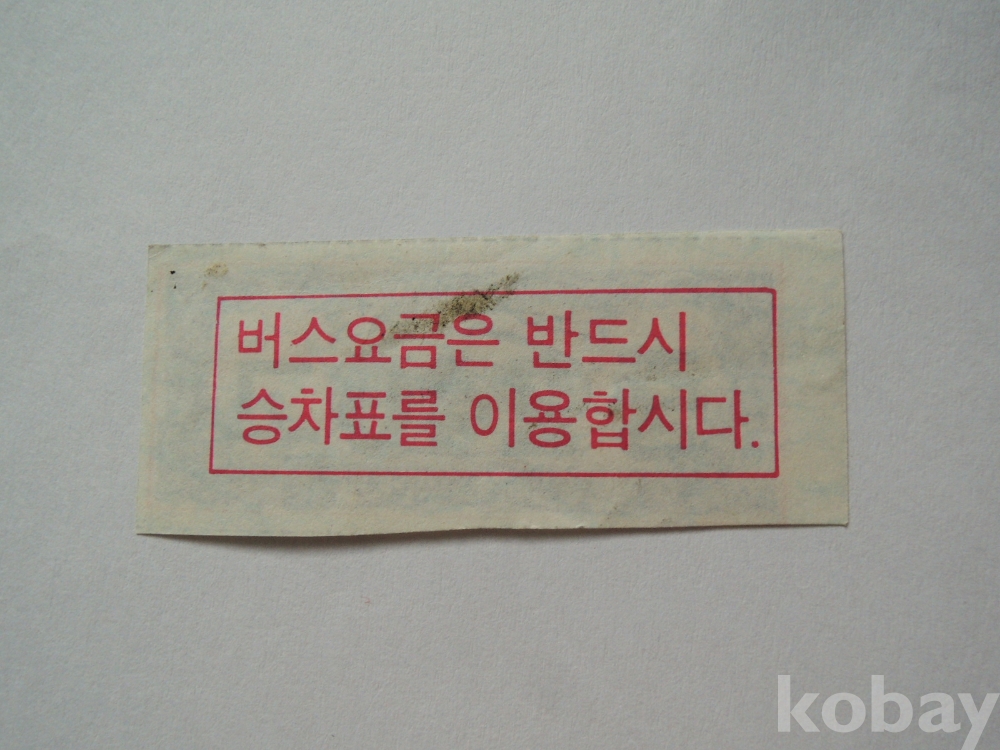 버스요금은 반드시
승차표를 이용합시다.
kobay